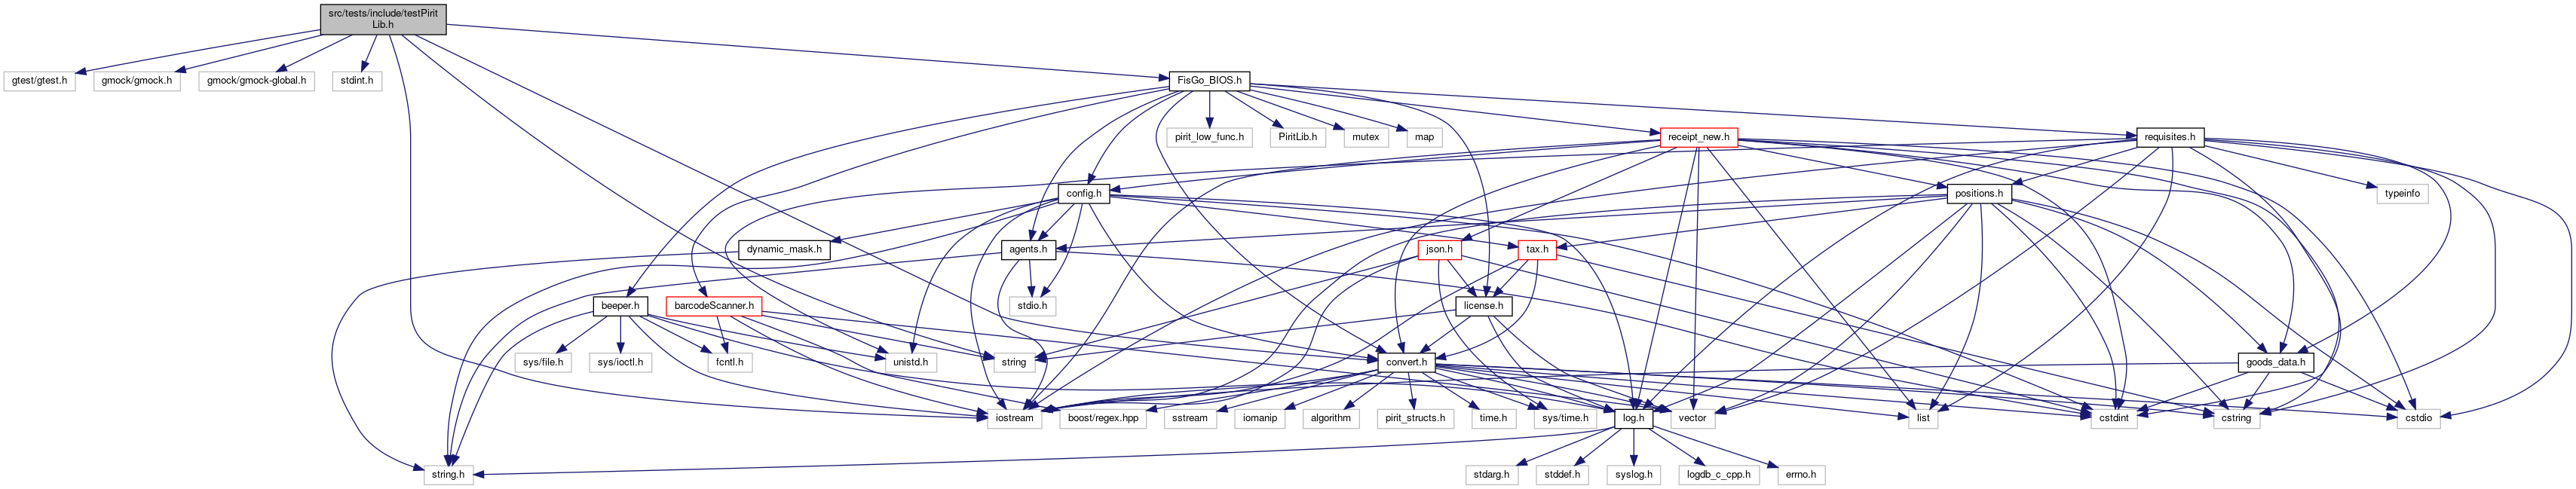 src/tests/include/testPirit
Lib.h
gtest/gtest.h
gmock/gmock.h
gmock/gmock-global.h
stdint.h
FisGo_BIOS.h
pirit_low_func.h
PiritLib.h
mutex
map
receipt_new.h
requisites.h
config.h
positions.h
typeinfo
dynamic_mask.h
agents.h
json.h
tax.h
beeper.h
barcodeScanner.h
stdio.h
license.h
sys/file.h
sys/ioctl.h
fcntl.h
unistd.h
string
convert.h
goods_data.h
iostream
boost/regex.hpp
sstream
iomanip
algorithm
pirit_structs.h
time.h
sys/time.h
log.h
vector
list
cstdint
cstring
cstdio
string.h
stdarg.h
stddef.h
syslog.h
logdb_c_cpp.h
errno.h